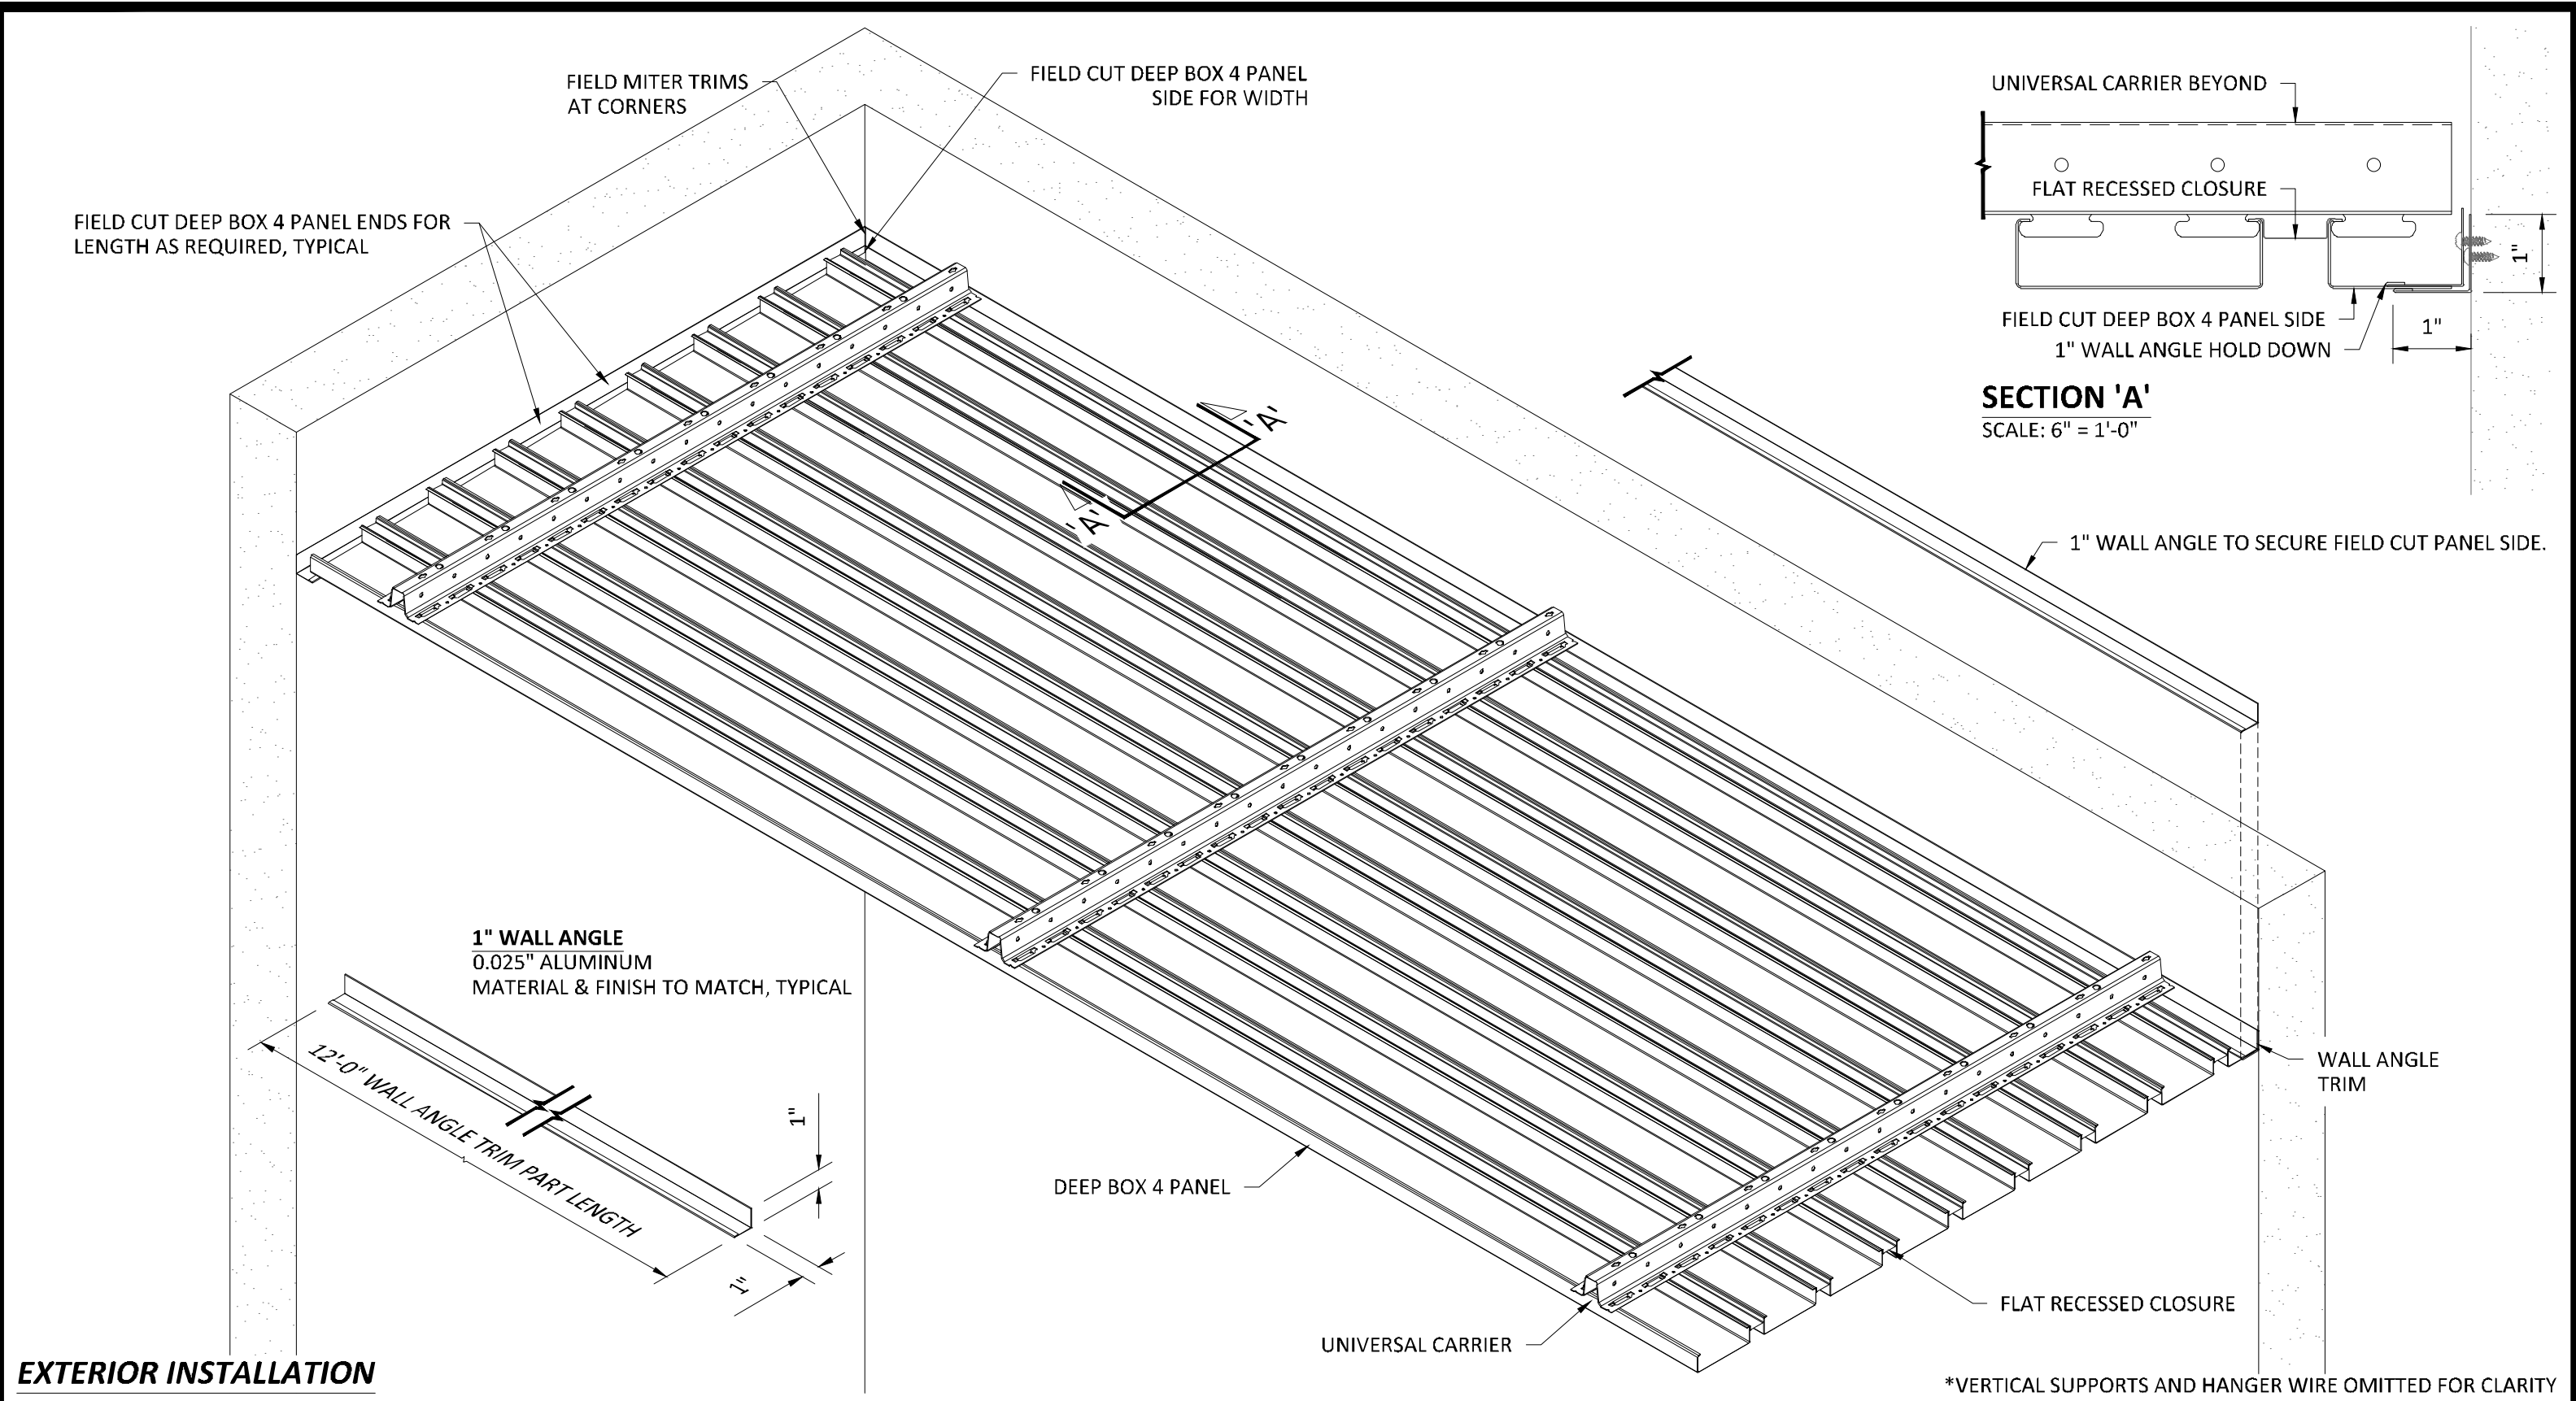 FIELD MITER TRIMS
AT CORNERS
FIELD CUT DEEP BOX 4 PANEL
SIDE FOR WIDTH
FIELD CUT DEEP BOX 4 PANEL ENDS FOR
LENGTH AS REQUIRED, TYPICAL
UNIVERSAL CARRIER BEYOND
FLAT RECESSED CLOSURE
1"
FIELD CUT DEEP BOX 4 PANEL SIDE
1"
1" WALL ANGLE HOLD DOWN
SECTION 'A'
SCALE: 6" = 1'-0"
'A'
'A'
1" WALL ANGLE TO SECURE FIELD CUT PANEL SIDE.
1" WALL ANGLE
0.025" ALUMINUM
MATERIAL & FINISH TO MATCH, TYPICAL
12'-0" WALL ANGLE TRIM PART LENGTH
1"
1"
WALL ANGLE
TRIM
DEEP BOX 4 PANEL
FLAT RECESSED CLOSURE
UNIVERSAL CARRIER
EXTERIOR INSTALLATION
*VERTICAL SUPPORTS AND HANGER WIRE OMITTED FOR CLARITY